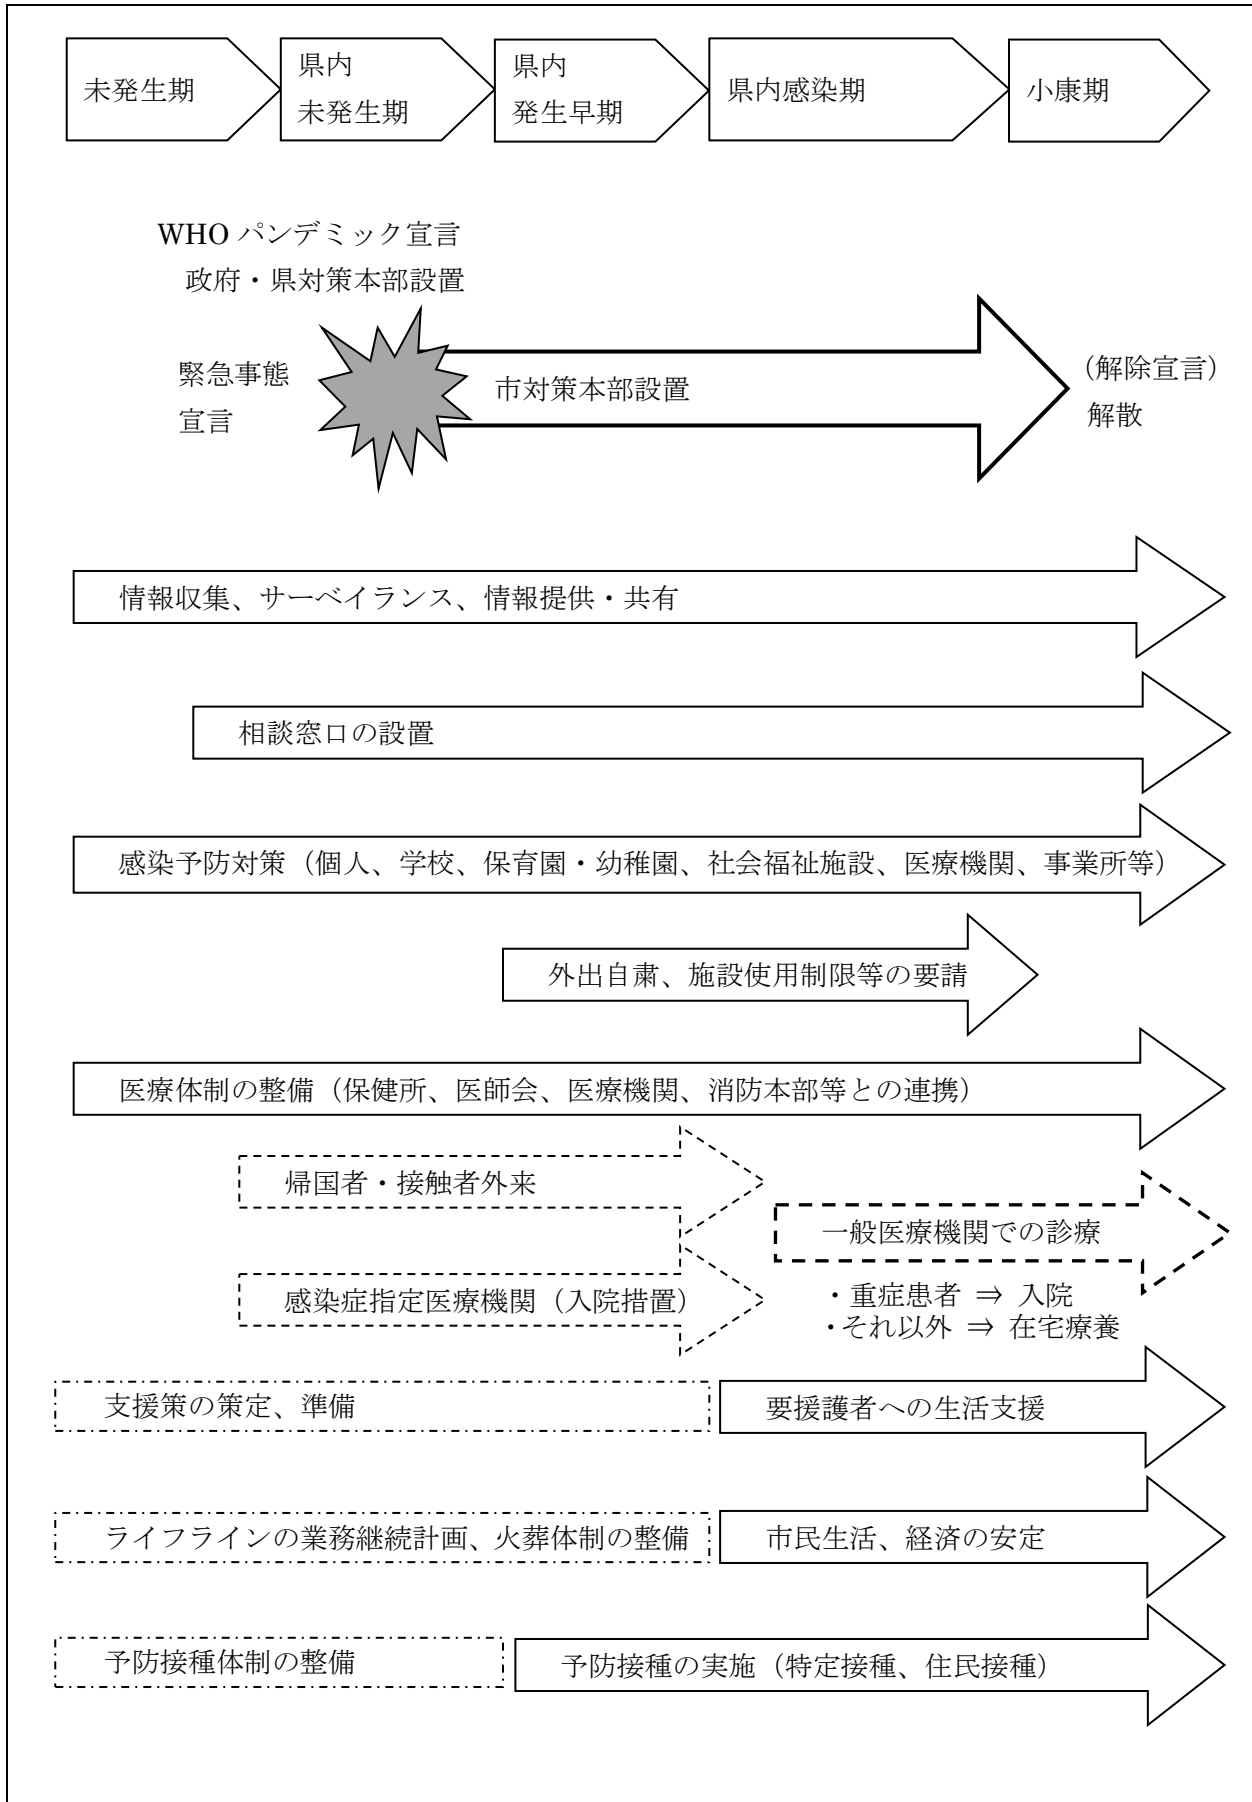 未発生期
県内
未発生期
県内
発生早期
県内感染期
小康期
WHO パンデミック宣言
政府・県対策本部設置
緊急事態
宣言
市対策本部設置
（解除宣言）
解散
情報収集、サーベイランス、情報提供・共有
相談窓口の設置
感染予防対策（個人、学校、保育園・幼稚園、社会福祉施設、医療機関、事業所等）
外出自粛、施設使用制限等の要請
医療体制の整備（保健所、医師会、医療機関、消防本部等との連携）
帰国者・接触者外来
一般医療機関での診療
感染症指定医療機関（入院措置）
・重症患者 ⇒ 入院
・それ以外 ⇒ 在宅療養
支援策の策定、準備
要援護者への生活支援
ライフラインの業務継続計画、火葬体制の整備
市民生活、経済の安定
予防接種体制の整備
予防接種の実施（特定接種、住民接種）